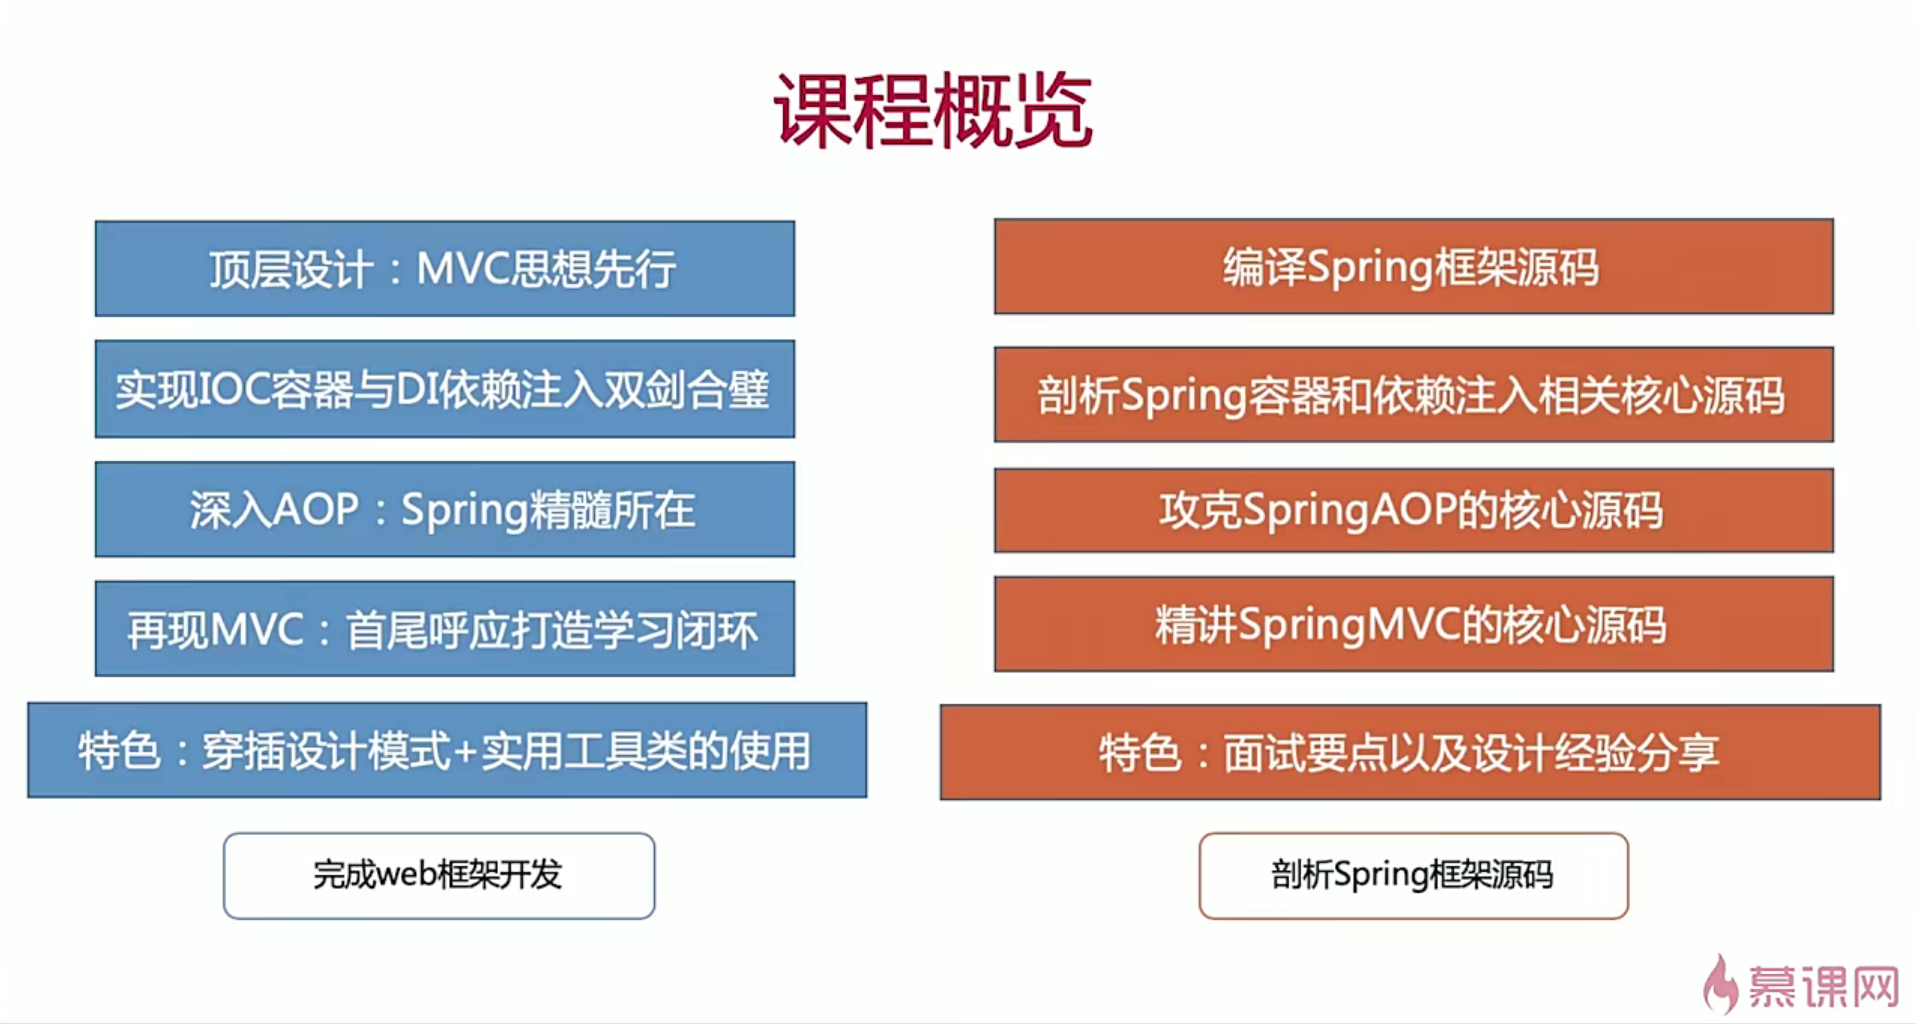 课程概览
顶层设计：MVC思想先行
实现IOC容器与DI依赖注入双剑合璧
深入AOP：Spring精髓所在
再现MVC：首尾呼应打造学习闭环
特色：穿插设计模式+实用工具类的使用
完成web框架开发
编译Spring框架源码
剖析Spring容器和依赖注入相关核心源码
攻克SpringAOP的核心源码
精讲SpringMVC的核心源码
特色：面试要点以及设计经验分享
剖析Spring框架源码
慕课网